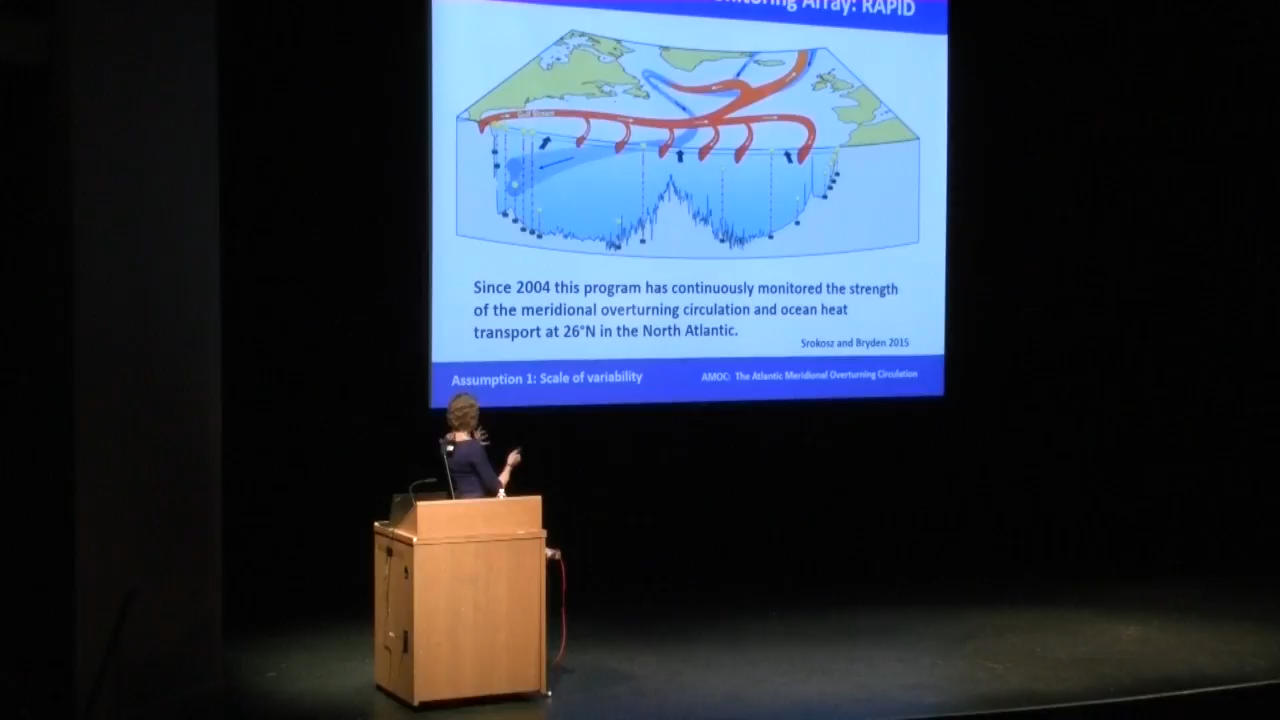 Array: RAPID
Gulf Stream
Since 2004 this program has continuously monitored the strength
of the meridional overturning circulation and ocean heat
transport at 26°N in the North Atlantic.
Srokosz and Bryden 2015
Assumption 1: Scale of variability
AMOC: The Atlantic Meridional Overturning Circulation